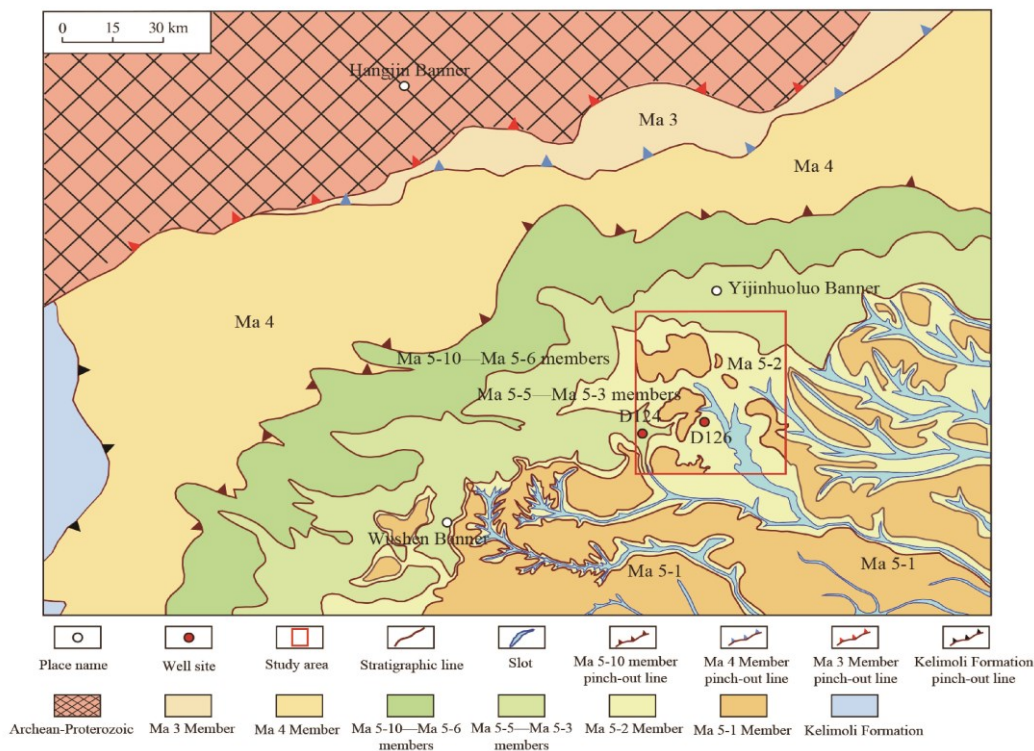 0 15 30 km
Hangjin Banner
Ma 3
Ma 4
Yijinhuoluo Banner
Ma 4
Ma 5-10—Ma 5-6 members
Ma 5-2
Ma 5-5—Ma 5-3 members
D124
D126
Wushen Banner
Ma 5-1
Ma 5-1
Place name
Well site
Study area
Stratigraphic line
Slot
Ma 5-10 member
pinch-out line
Ma 4 Member
pinch-out line
Ma 3 Member
pinch-out line
Kelimoli Formation
pinch-out line
Archean-Proterozoic
Ma 3 Member
Ma 4 Member
Ma 5-10—Ma 5-6
members
Ma 5-5—Ma 5-3
members
Ma 5-2 Member
Ma 5-1 Member
Kelimoli Formation